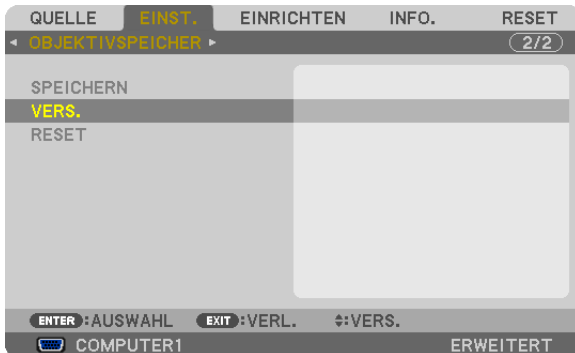 QUELLE EINST. EINRICHTEN INFO. RESET
◂ OBJEKTIVSPEICHER ▸ 2/2
SPEICHERN
VERS.
RESET
ENTER :AUSWAHL EXIT :VERL. ♦:VERS.
COMPUTER1 ERWEITERT